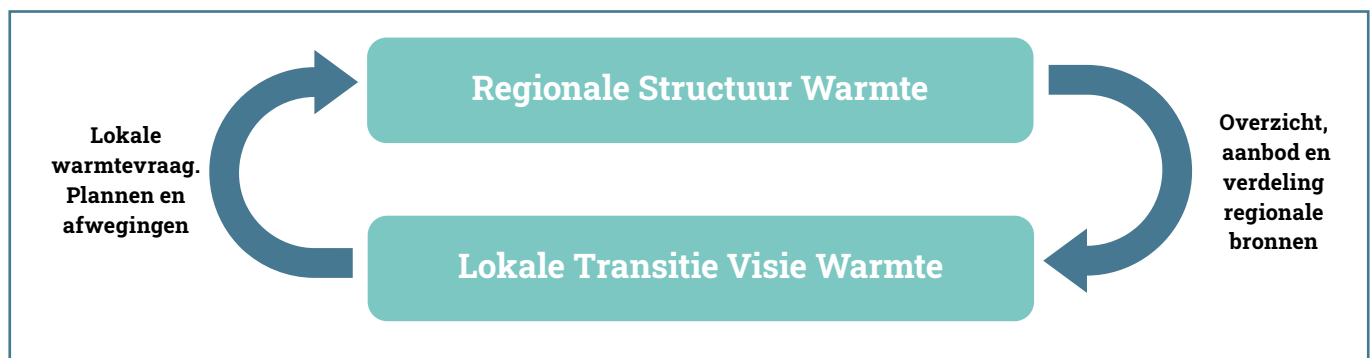 Regionale Structuur Warmte
Lokale
warmtevraag.
Plannen en
afwegingen
Overzicht,
aanbod en
verdeling
regionale
bronnen
Lokale Transitie Visie Warmte